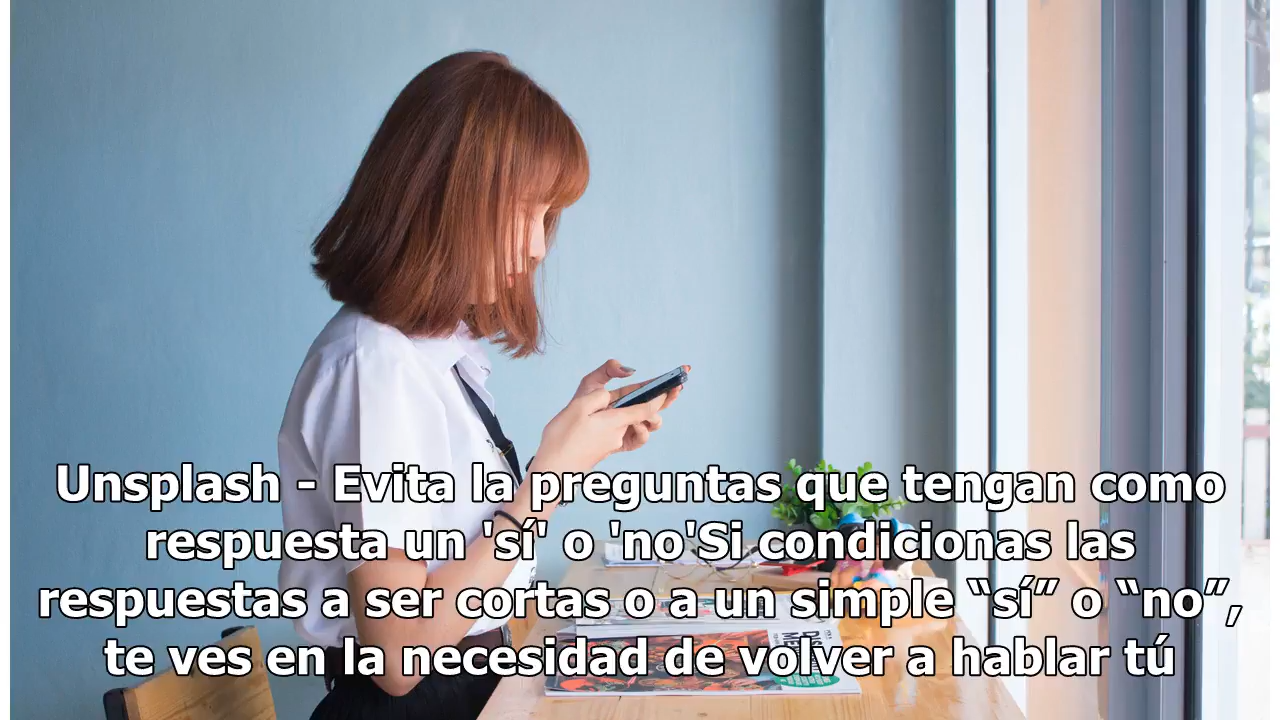 Unsplash - Evita la preguntas que tengan como
respuesta un 'sí' o 'no'Si condicionas las
respuestas a ser cortas o a un simple “sí” o “no”,
te ves en la necesidad de volver a hablar tú